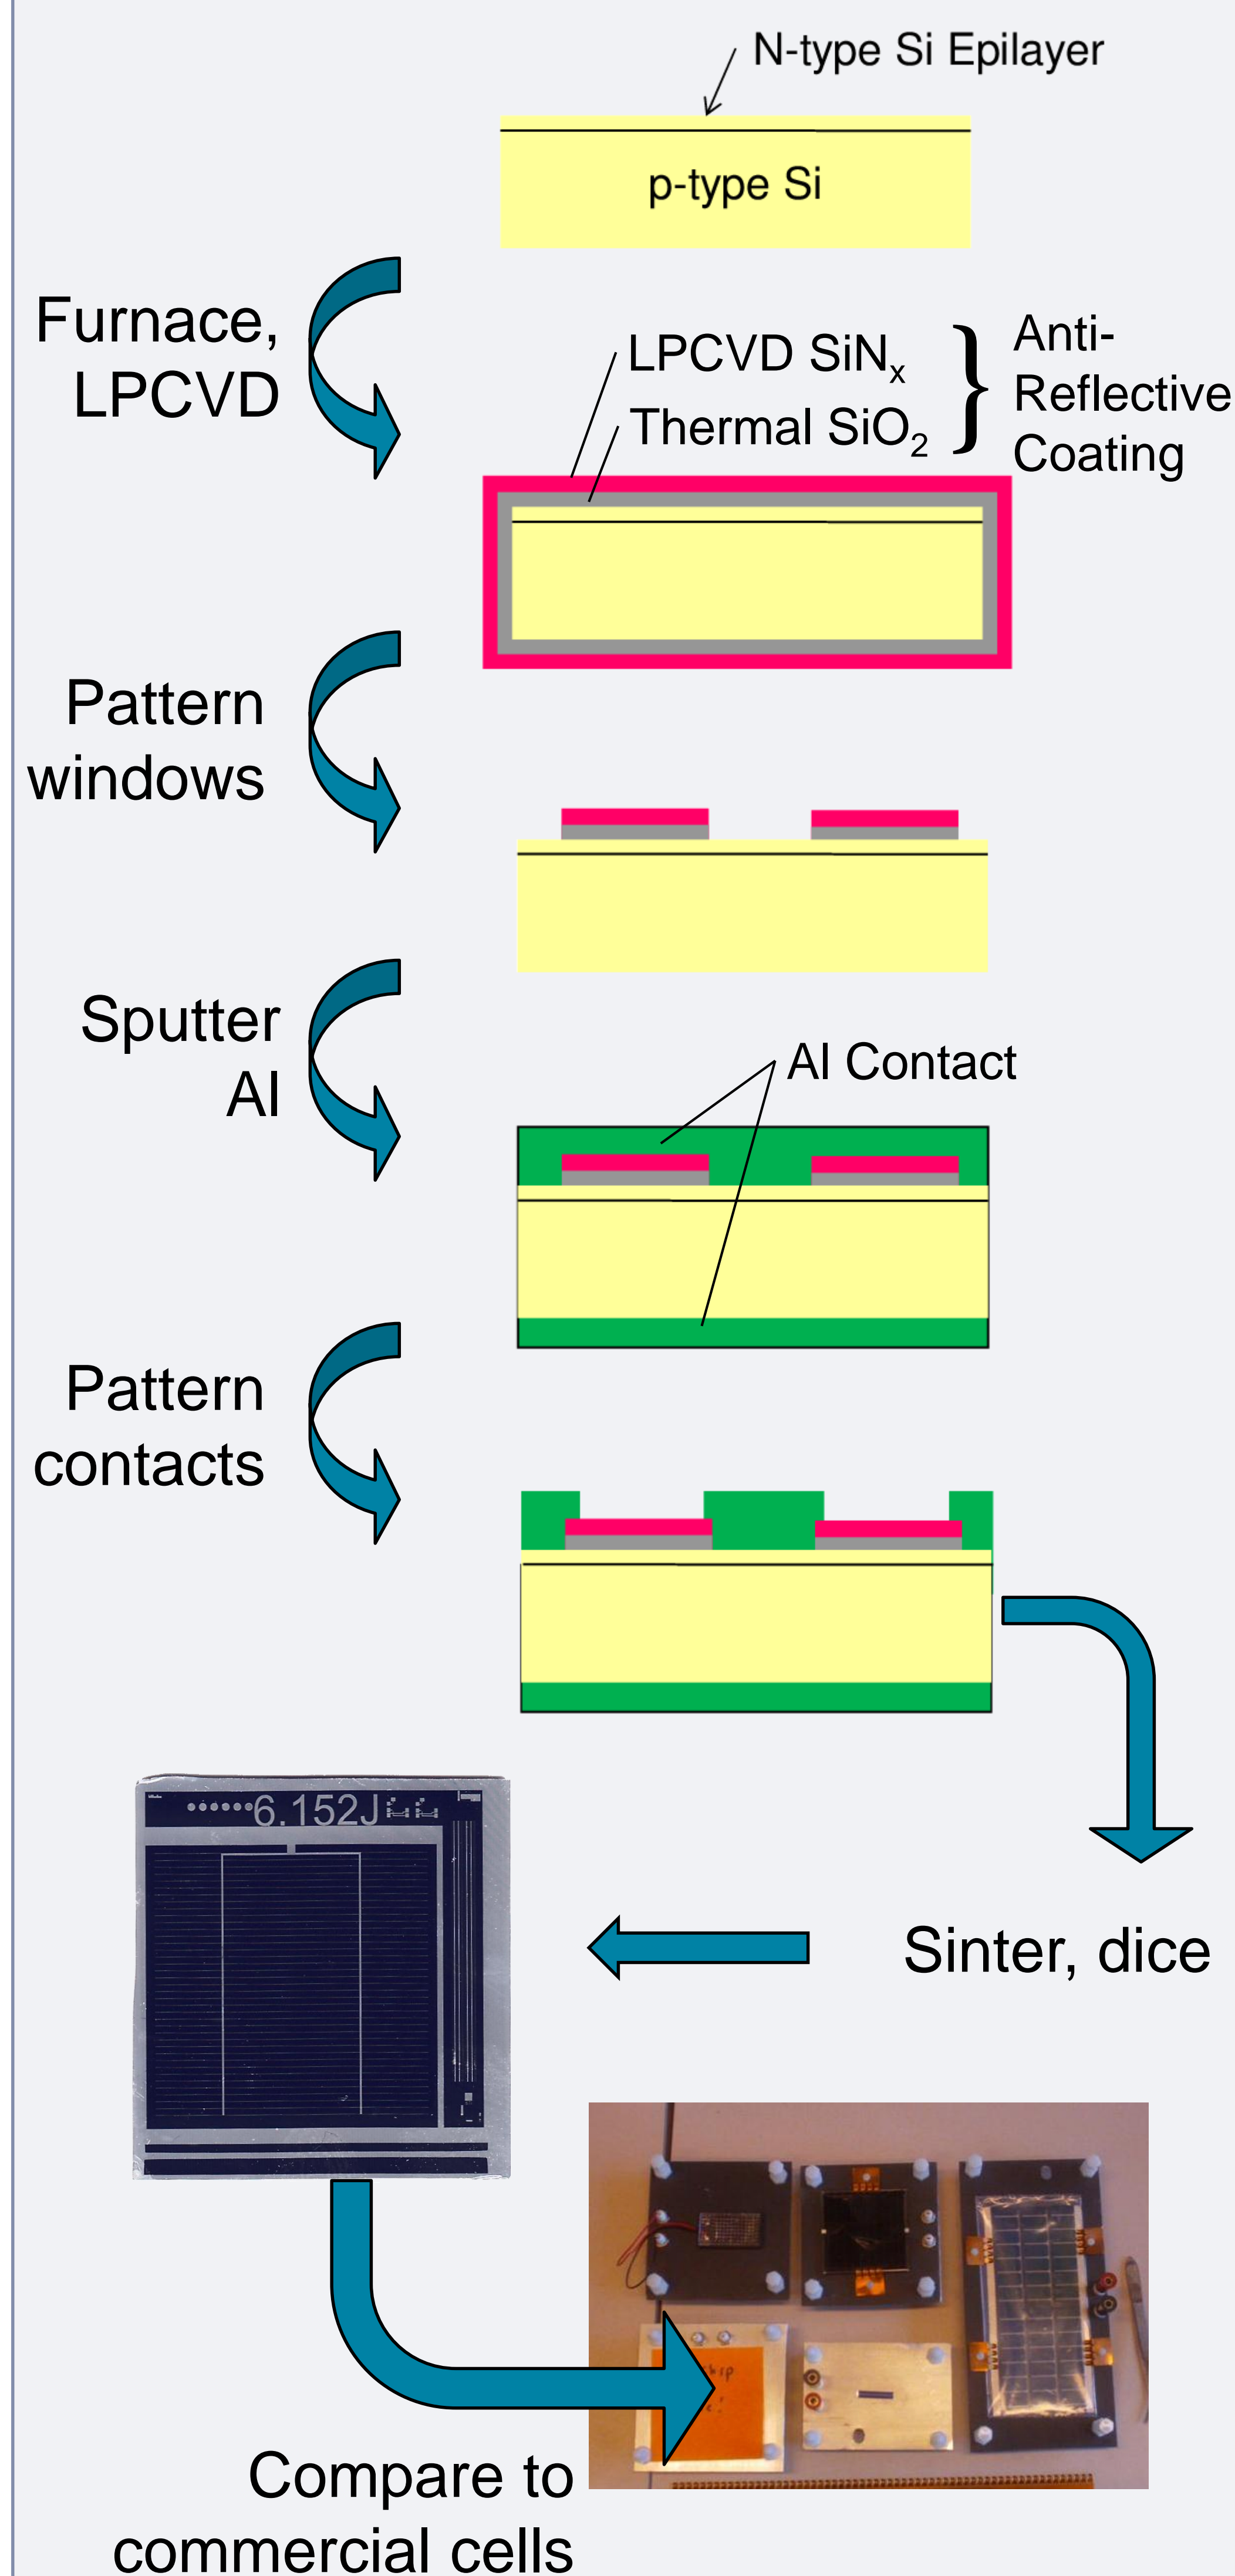 N-type Si Epilayer
p-type Si
Furnace,
LPCVD
LPCVD SiNₓ
Thermal SiO₂
}
Anti-
Reflective
Coating
Pattern
windows
Sputter
Al
Al Contact
Pattern
contacts
6.152J
Sinter, dice
Compare to
commercial cells